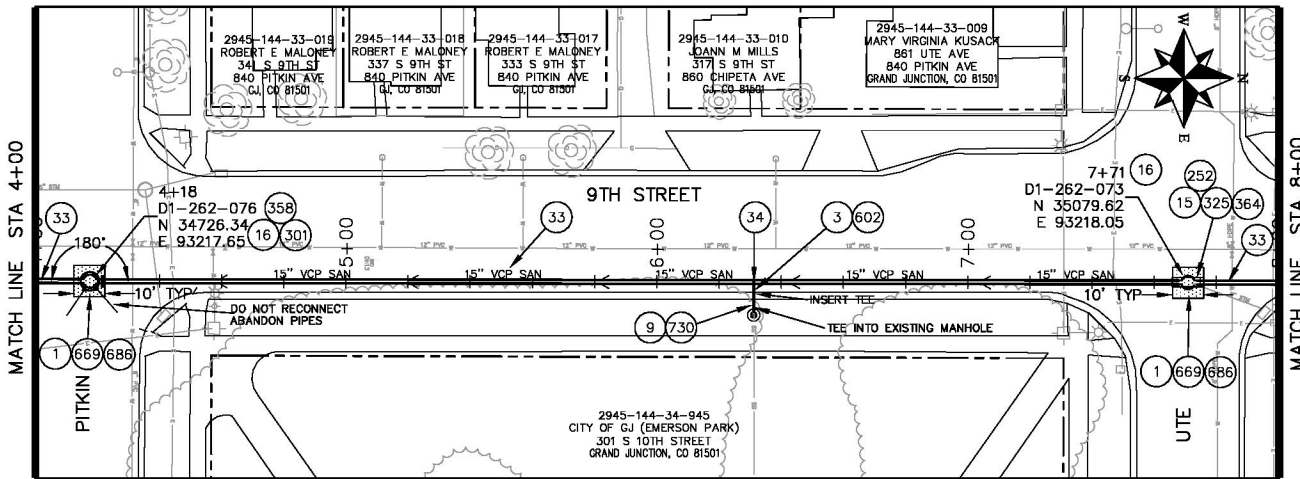 2945-144-33-019
ROBERT E MALONEY
341 S 9TH ST
840 PITKIN AVE
GJ, CO 81501
2945-144-33-018
ROBERT E MALONEY
337 S 9TH ST
840 PITKIN AVE
GJ, CO 81501
2945-144-33-017
ROBERT E MALONEY
333 S 9TH ST
840 PITKIN AVE
GJ, CO 81501
2945-144-33-010
JOANN M MILLS
317 S 9TH ST
860 CHIPETA AVE
GJ, CO 81501
2945-144-33-009
MARY VIRGINIA KUSACK
861 UTE AVE
840 PITKIN AVE
GRAND JUNCTION, CO 81501
W
S
N
E
MATCH LINE STA 4+00
MATCH LINE STA 8+00
9TH STREET
4+18
D1-262-076
N 34726.34
E 93217.65
358
16
301
33
180°
5+00
33
6+00
34
3
602
7+00
7+71
D1-262-073
N 35079.62
E 93218.05
16
252
15
325
364
33
12" PVC
12" PVC
12" PVC
12" PVC
15" VCP SAN
15" VCP SAN
15" VCP SAN
15" VCP SAN
15" VCP SAN
10' TYP
10' TYP
DO NOT RECONNECT
ABANDON PIPES
INSERT TEE
TEE INTO EXISTING MANHOLE
9
730
1
669
686
1
669
686
PITKIN
UTE
2945-144-34-945
CITY OF GJ (EMERSON PARK)
301 S 10TH STREET
GRAND JUNCTION, CO 81501